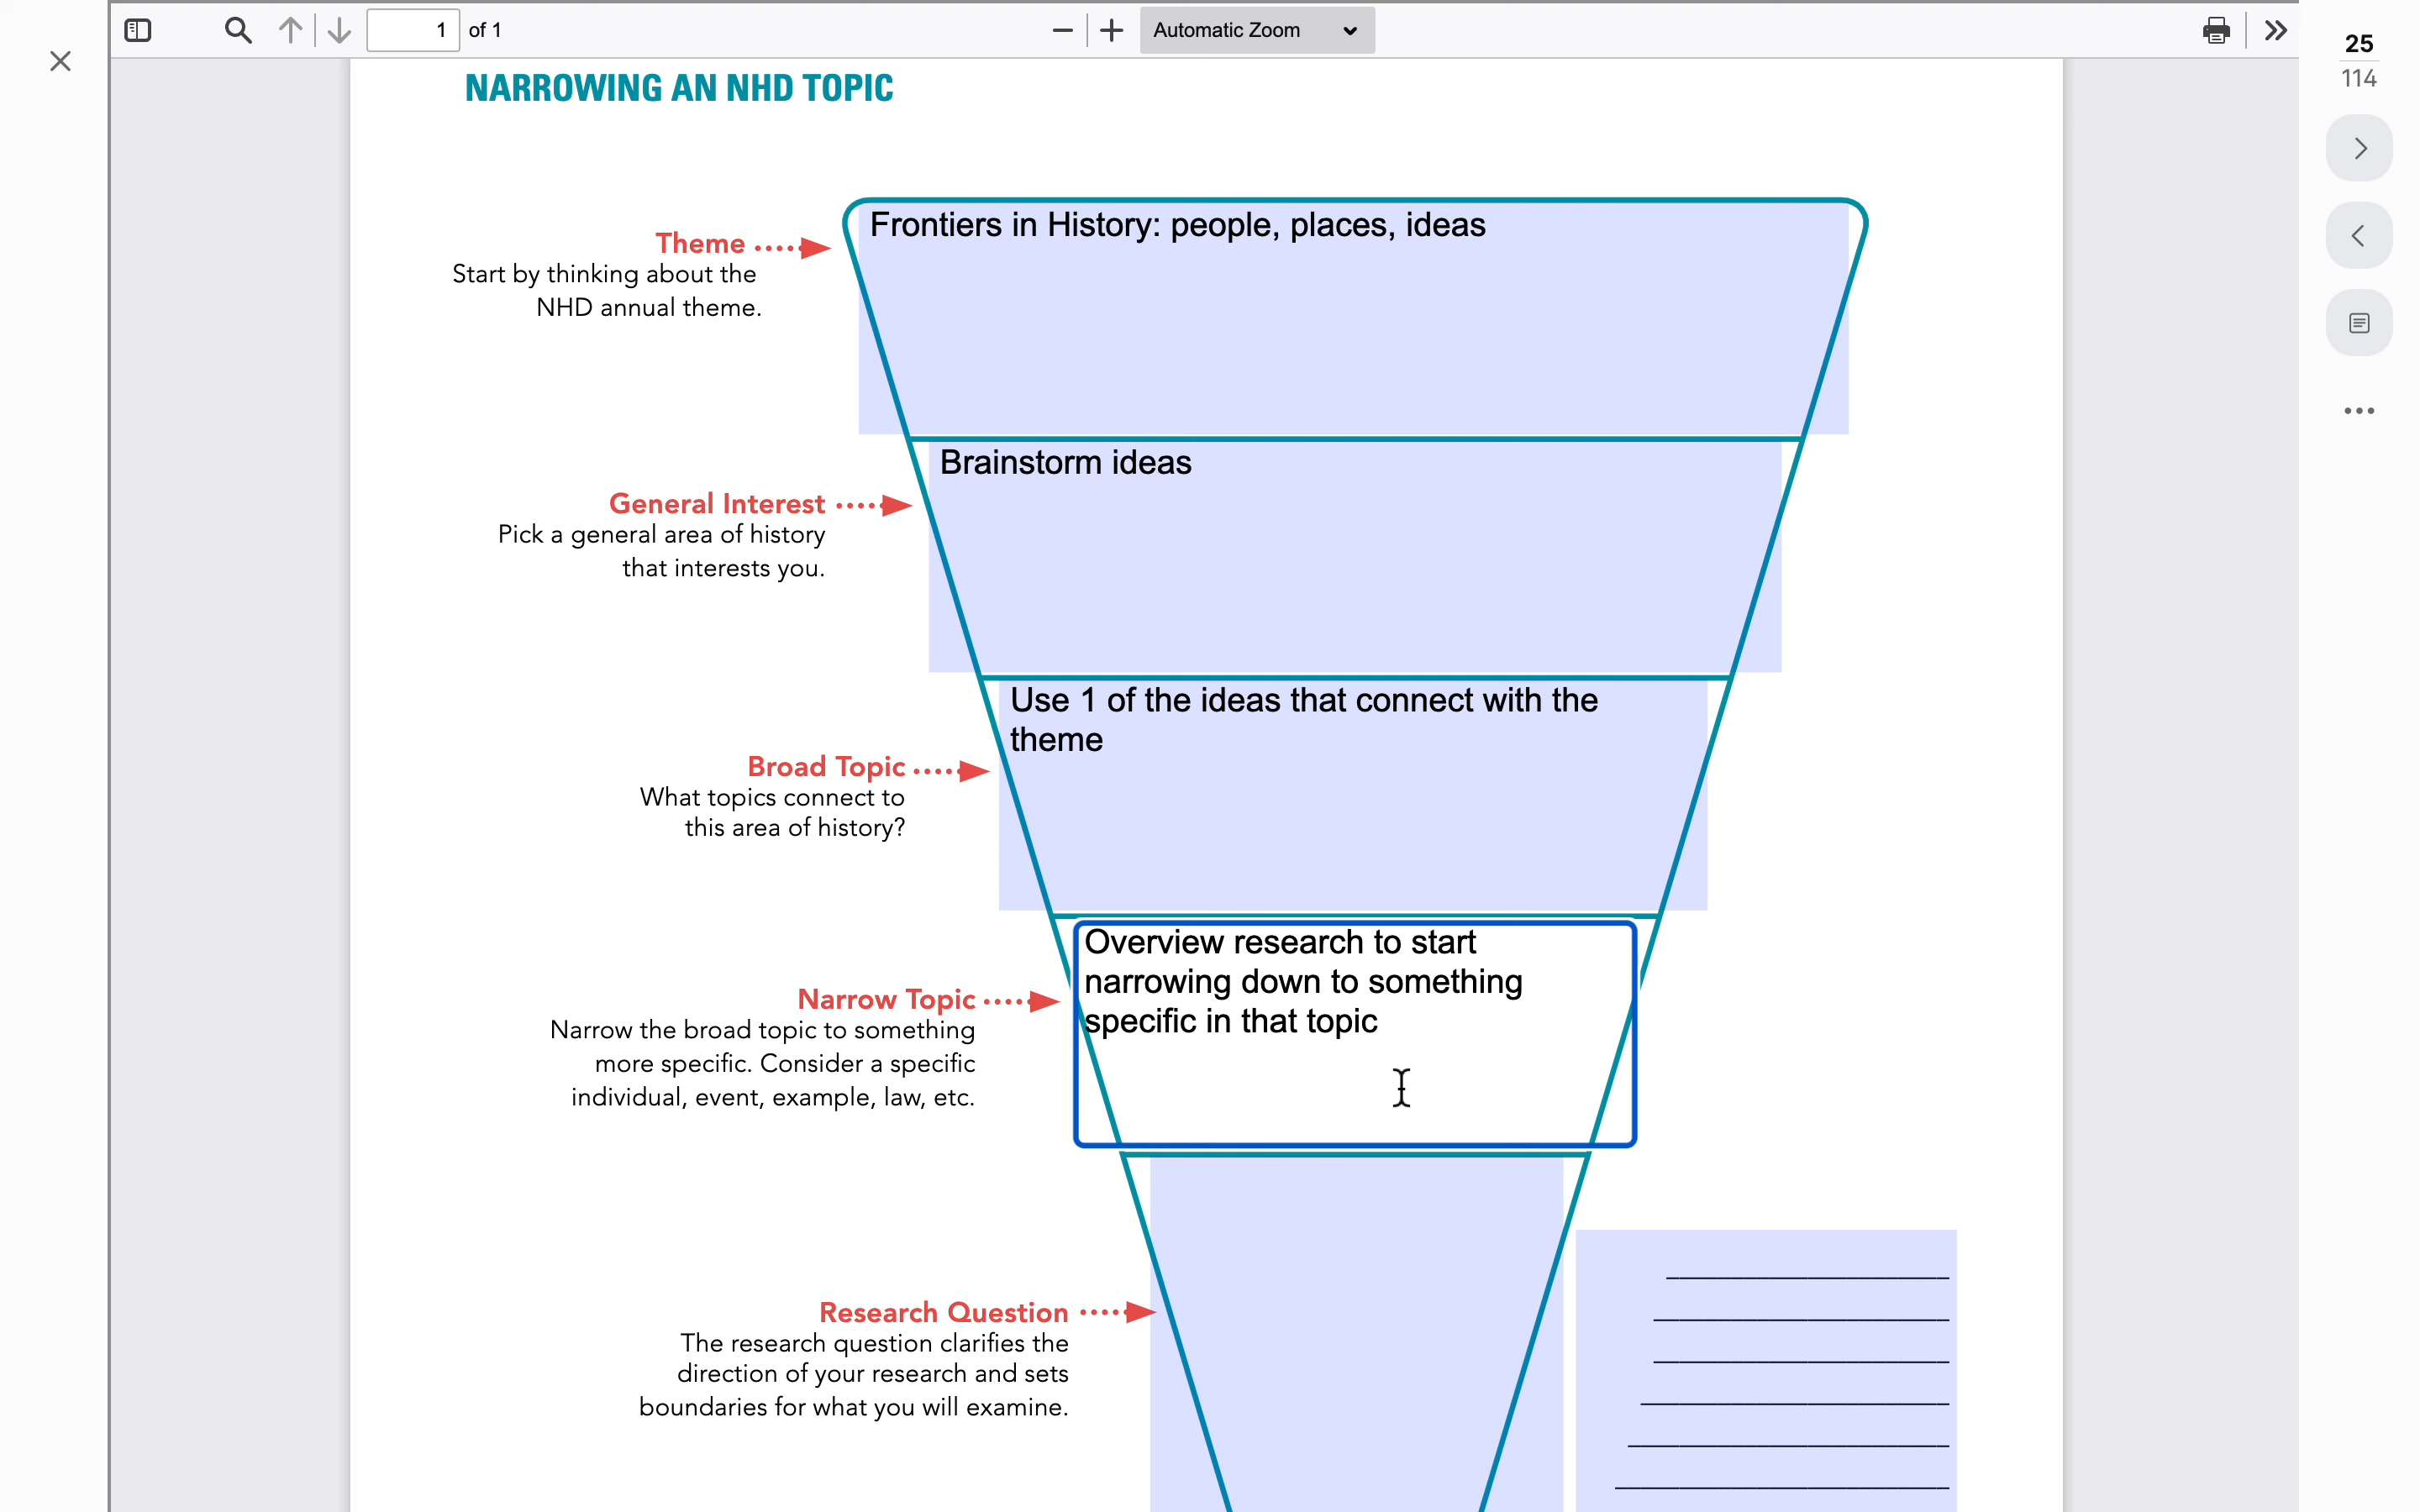 1 of 1
Automatic Zoom
25
114
NARROWING AN NHD TOPIC
Theme
Start by thinking about the
NHD annual theme.
Frontiers in History: people, places, ideas
General Interest
Pick a general area of history
that interests you.
Brainstorm ideas
Broad Topic
What topics connect to
this area of history?
Use 1 of the ideas that connect with the
theme
Narrow Topic
Narrow the broad topic to something
more specific. Consider a specific
individual, event, example, law, etc.
Overview research to start
narrowing down to something
specific in that topic
Research Question
The research question clarifies the
direction of your research and sets
boundaries for what you will examine.